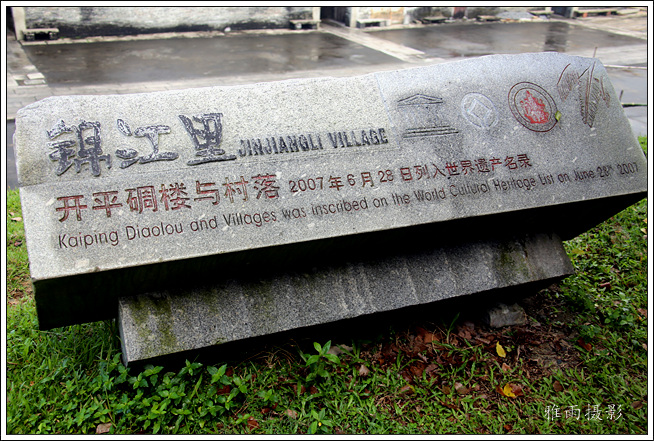 锦江里 JINJIANGLI VILLAGE
开平碉楼与村落 2007年6月28日列入世界遗产名录
Kaiping Diaolou and Villages was inscribed on the World Cultural Heritage List on June 28th 2007
雅雨摄影